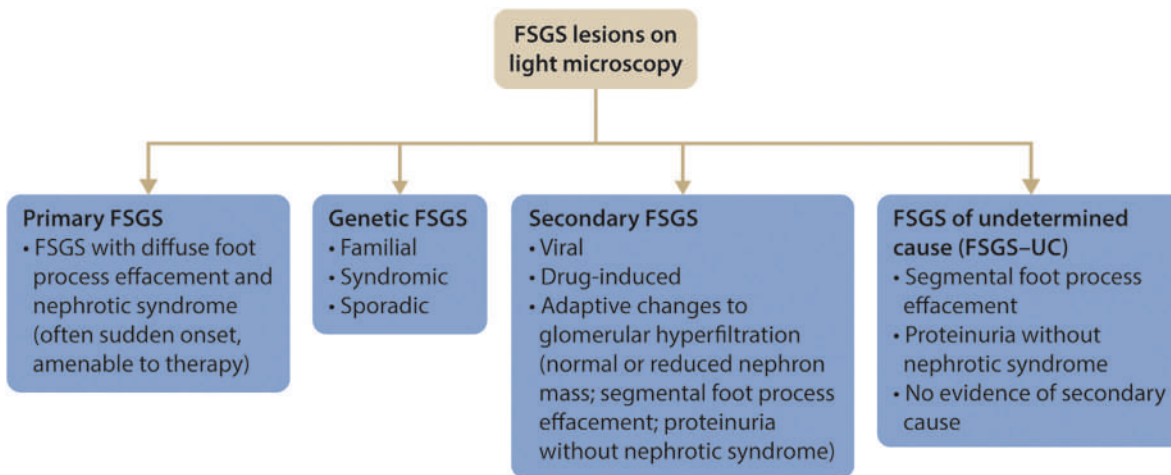 FSGS lesions on
light microscopy
Primary FSGS
• FSGS with diffuse foot
process effacement and
nephrotic syndrome
(often sudden onset,
amenable to therapy)
Genetic FSGS
• Familial
• Syndromic
• Sporadic
Secondary FSGS
• Viral
• Drug-induced
• Adaptive changes to
glomerular hyperfiltration
(normal or reduced nephron
mass; segmental foot process
effacement; proteinuria
without nephrotic syndrome)
FSGS of undetermined
cause (FSGS–UC)
• Segmental foot process
effacement
• Proteinuria without
nephrotic syndrome
• No evidence of secondary
cause